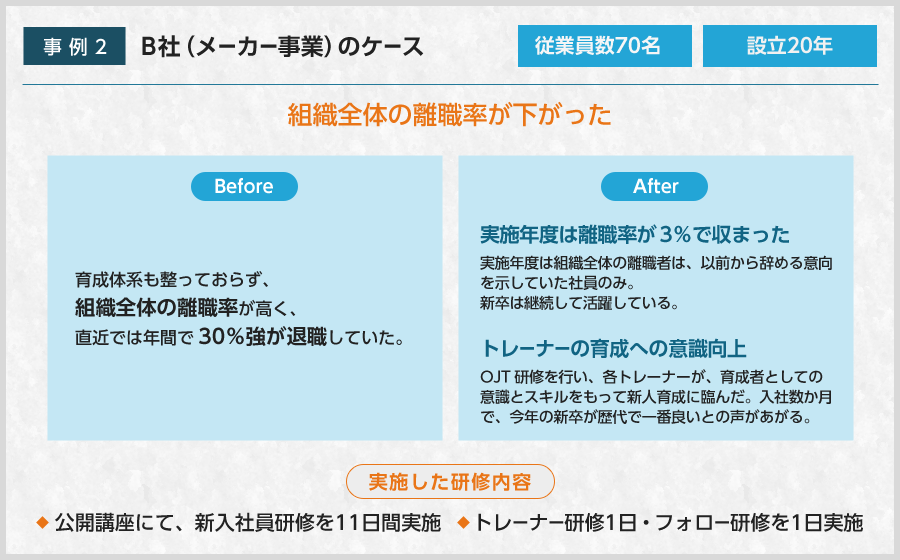 事例2
B社（メーカー事業）のケース
従業員数70名
設立20年
組織全体の離職率が下がった
Before
育成体系も整っておらず、
組織全体の離職率が高く、
直近では年間で30％強が退職していた。
After
実施年度は離職率が3％で収まった
実施年度は組織全体の離職者は、以前から辞める意向
を示していた社員のみ。
新卒は継続して活躍している。
トレーナーの育成への意識向上
OJT研修を行い、各トレーナーが、育成者としての
意識とスキルをもって新人育成に臨んだ。入社数か月
で、今年の新卒が歴代で一番良いとの声があがる。
実施した研修内容
◆公開講座にて、新入社員研修を11日間実施
◆トレーナー研修1日・フォロー研修を1日実施